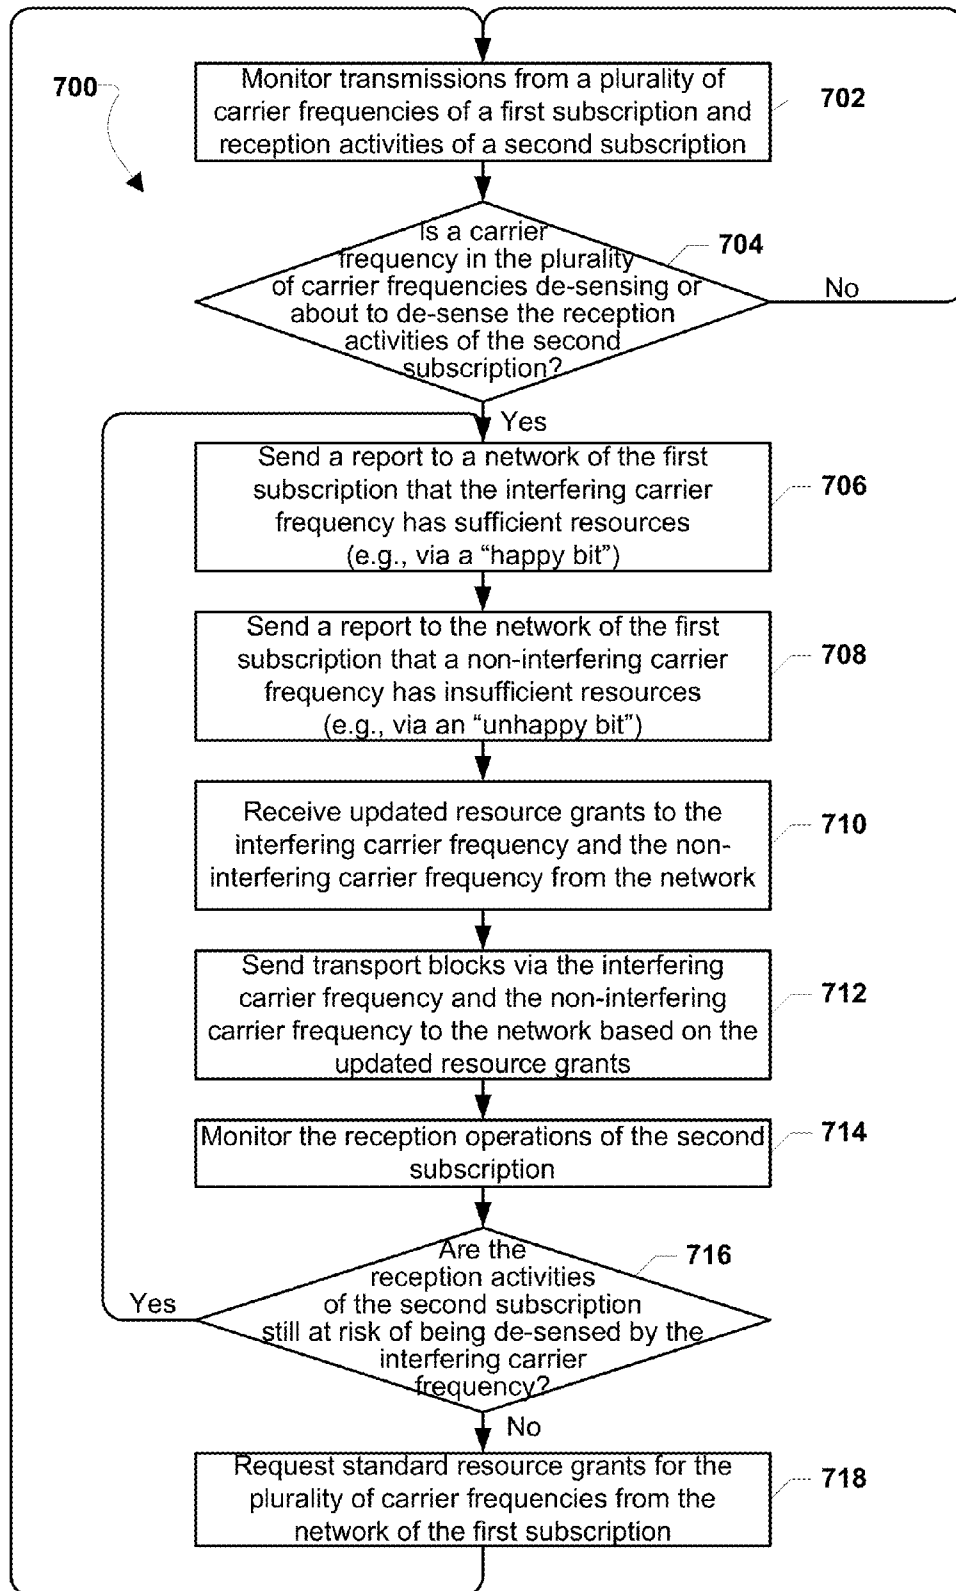 700
Monitor transmissions from a plurality of
carrier frequencies of a first subscription and
reception activities of a second subscription
702
Is a carrier
frequency in the plurality
of carrier frequencies de-sensing or
about to de-sense the reception
activities of the second
subscription?
704
No
Yes
Send a report to a network of the first
subscription that the interfering carrier
frequency has sufficient resources
(e.g., via a “happy bit”)
706
Send a report to the network of the first
subscription that a non-interfering carrier
frequency has insufficient resources
(e.g., via an “unhappy bit”)
708
Receive updated resource grants to the
interfering carrier frequency and the non-
interfering carrier frequency from the network
710
Send transport blocks via the interfering
carrier frequency and the non-interfering
carrier frequency to the network based on the
updated resource grants
712
Monitor the reception operations of the second
subscription
714
Are the
reception activities
of the second subscription
still at risk of being de-sensed by the
interfering carrier
frequency?
716
Yes
No
Request standard resource grants for the
plurality of carrier frequencies from the
network of the first subscription
718